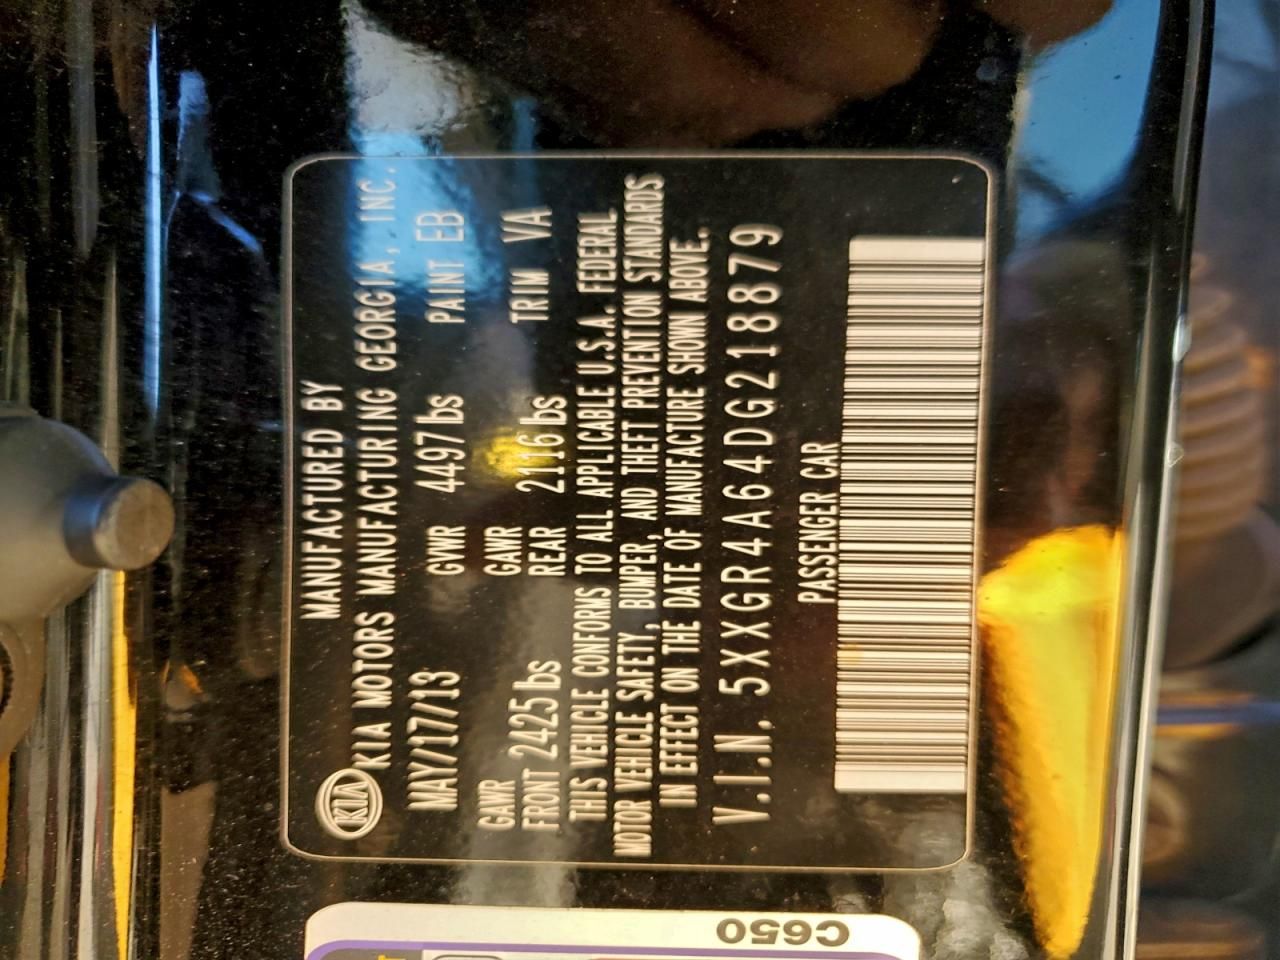 MANUFACTURED BY
KIA KIA MOTORS MANUFACTURING GEORGIA, INC.
MAY/17/13 GVWR 4497 lbs PAINT EB
GAWR GAWR
FRONT 2425 lbs REAR 2116 lbs TRIM VA
THIS VEHICLE CONFORMS TO ALL APPLICABLE U.S.A. FEDERAL
MOTOR VEHICLE SAFETY, BUMPER, AND THEFT PREVENTION STANDARDS
IN EFFECT ON THE DATE OF MANUFACTURE SHOWN ABOVE.
V.I.N. 5XXGR4A64DG218879
PASSENGER CAR
C650